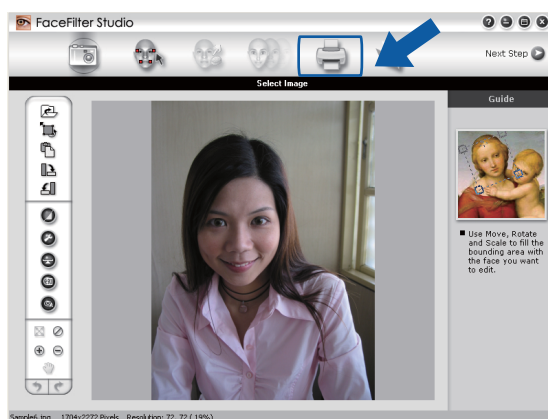 FaceFilter Studio
Next Step
Select Image
Guide
Use Move, Rotate
and Scale to fill the
bounding area with
the face you want
to edit.
Sample6.jpg 1704x2272 Pixels Resolution: 72, 72 ( 19%)